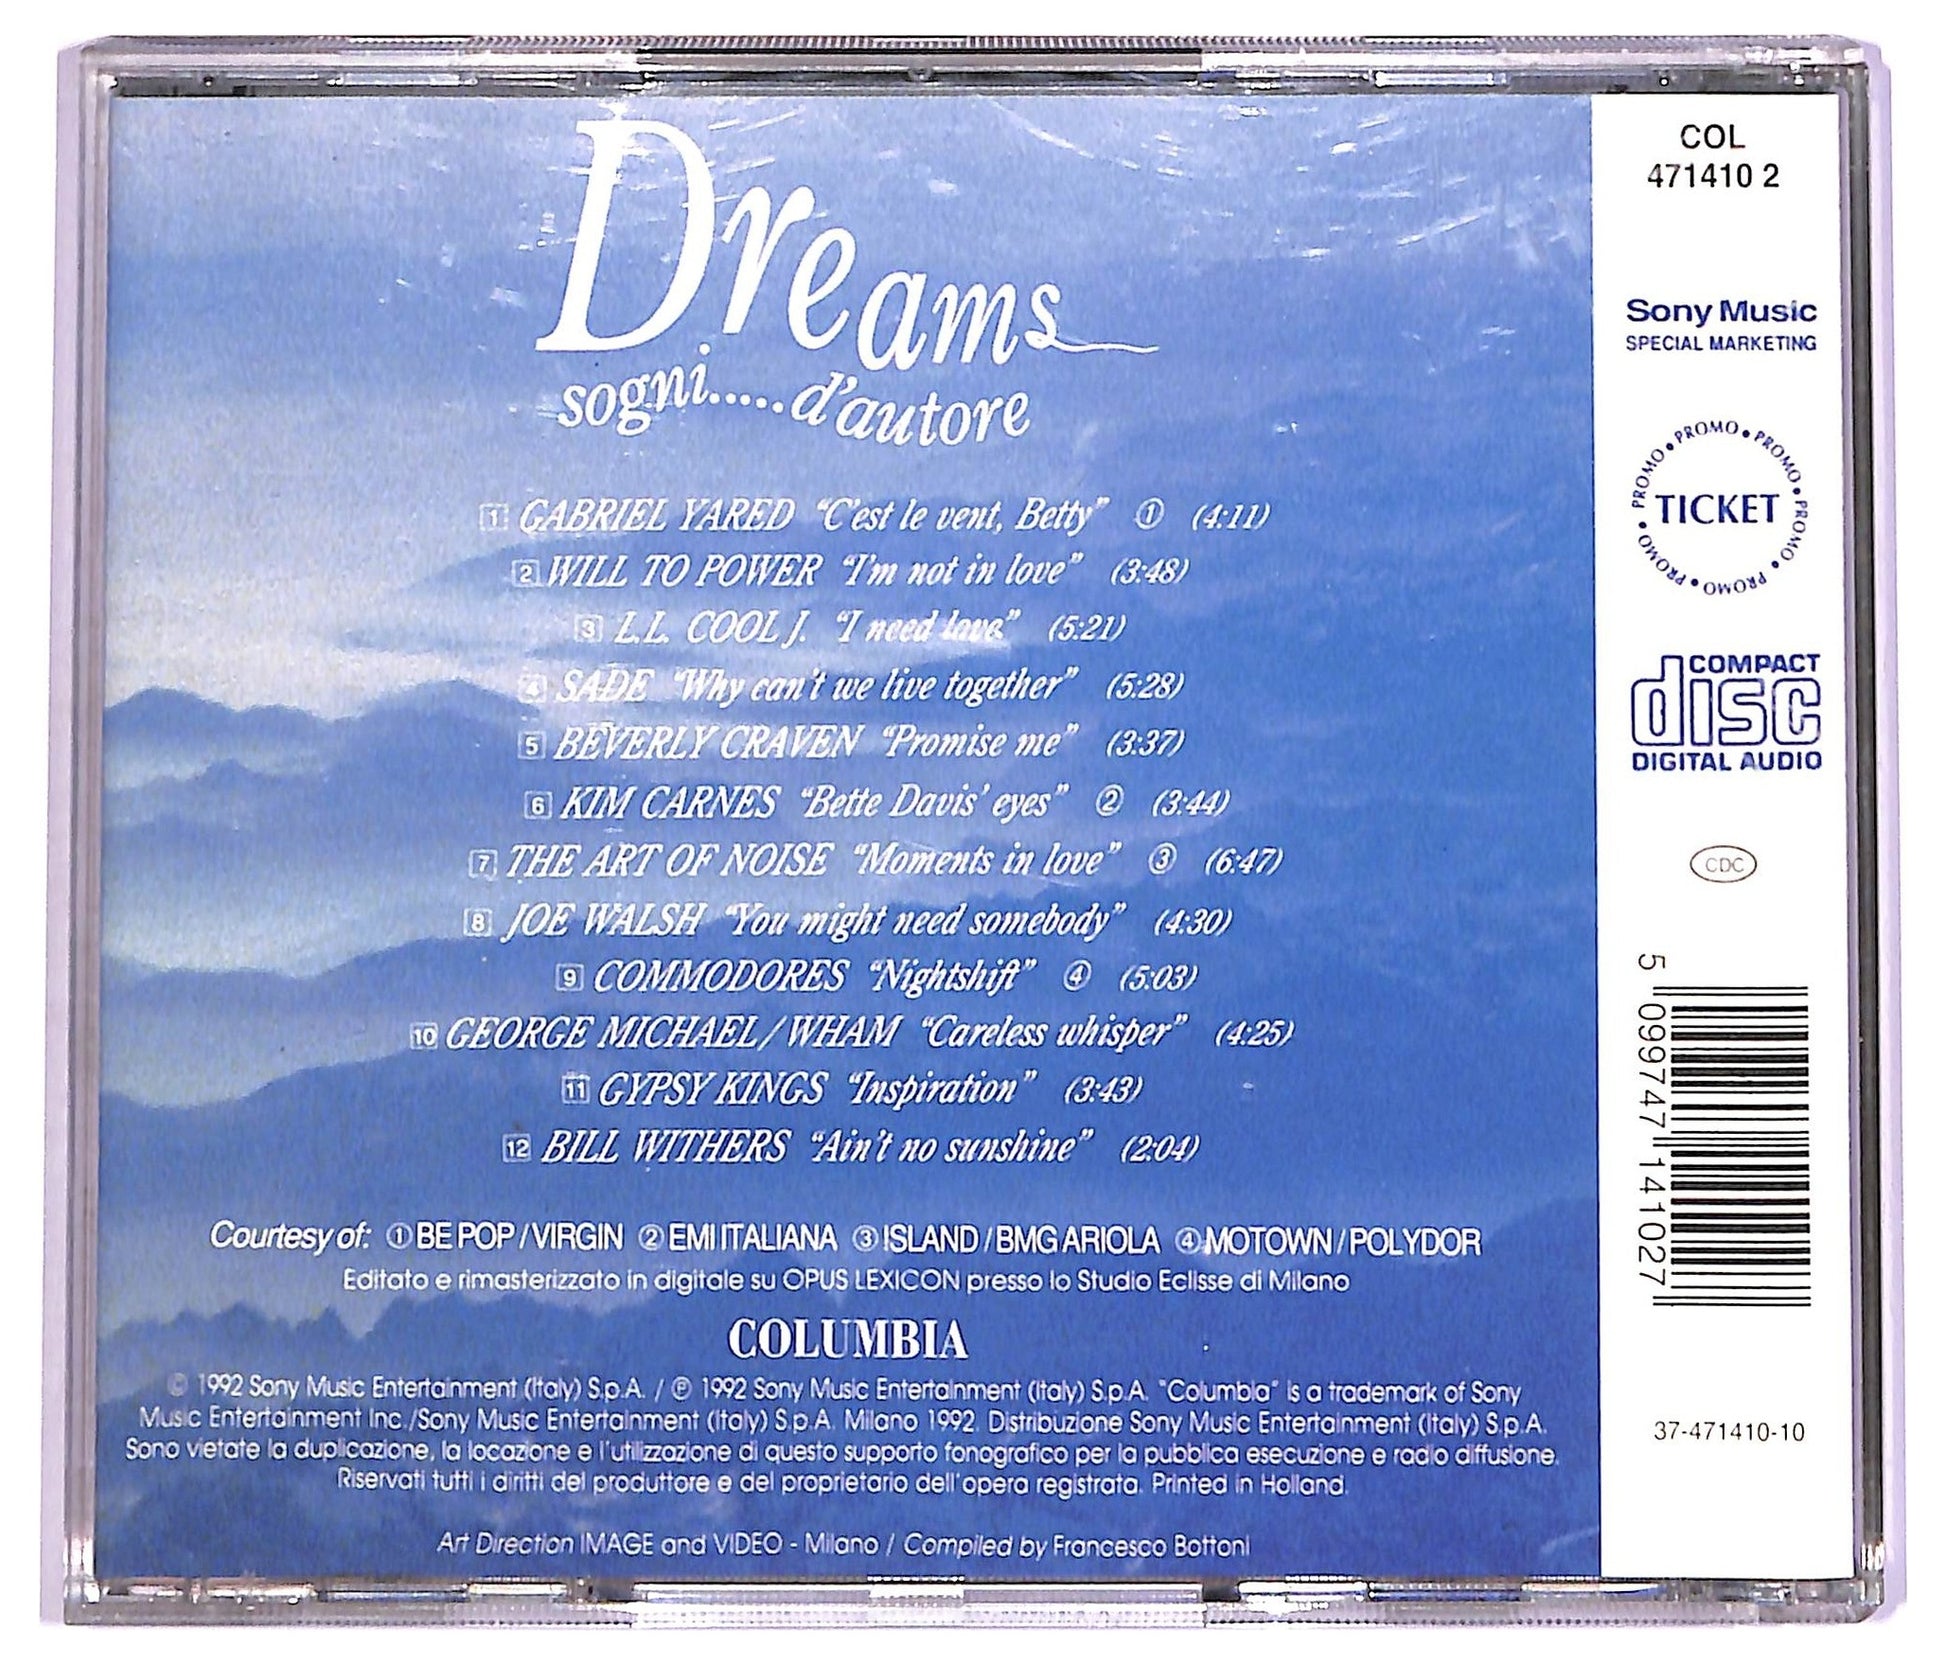 Dreams
sogni.....d'autore
1 GABRIEL YARED "C'est le vent, Betty" ① (4:11)
2 WILL TO POWER "I'm not in love" (3:48)
3 L.L. COOL J. "I need love" (5:21)
4 SADE "Why can't we live together" (5:28)
5 BEVERLY CRAVEN "Promise me" (3:37)
6 KIM CARNES "Bette Davis' eyes" ② (3:44)
7 THE ART OF NOISE "Moments in love" ③ (6:47)
8 JOE WALSH "You might need somebody" (4:30)
9 COMMODORES "Nightshift" ④ (5:03)
10 GEORGE MICHAEL/WHAM "Careless whisper" (4:25)
11 GYPSY KINGS "Inspiration" (3:43)
12 BILL WITHERS "Ain't no sunshine" (2:04)
Courtesy of: ① BE POP/VIRGIN ② EMI ITALIANA ③ ISLAND/BMG ARIOLA ④ MOTOWN/POLYDOR
Editato e rimasterizzato in digitale su OPUS LEXICON presso lo Studio Eclisse di Milano
COLUMBIA
© 1992 Sony Music Entertainment (Italy) S.p.A. / ℗ 1992 Sony Music Entertainment (Italy) S.p.A. "Columbia" is a trademark of Sony
Music Entertainment Inc./Sony Music Entertainment (Italy) S.p.A. Milano 1992. Distribuzione Sony Music Entertainment (Italy) S.p.A.
Sono vietate la duplicazione, la locazione e l'utilizzazione di questo supporto fonografico per la pubblica esecuzione e radio diffusione.
Riservati tutti i diritti del produttore e del proprietario dell'opera registrata. Printed in Holland.
Art Direction IMAGE and VIDEO - Milano / Compiled by Francesco Bottoni
COL
471410 2
Sony Music
SPECIAL MARKETING
PROMO • PROMO • PROMO • PROMO • PROMO • PROMO •
TICKET
COMPACT
disc
DIGITAL AUDIO
CDC
5 099747 141027
37-471410-10